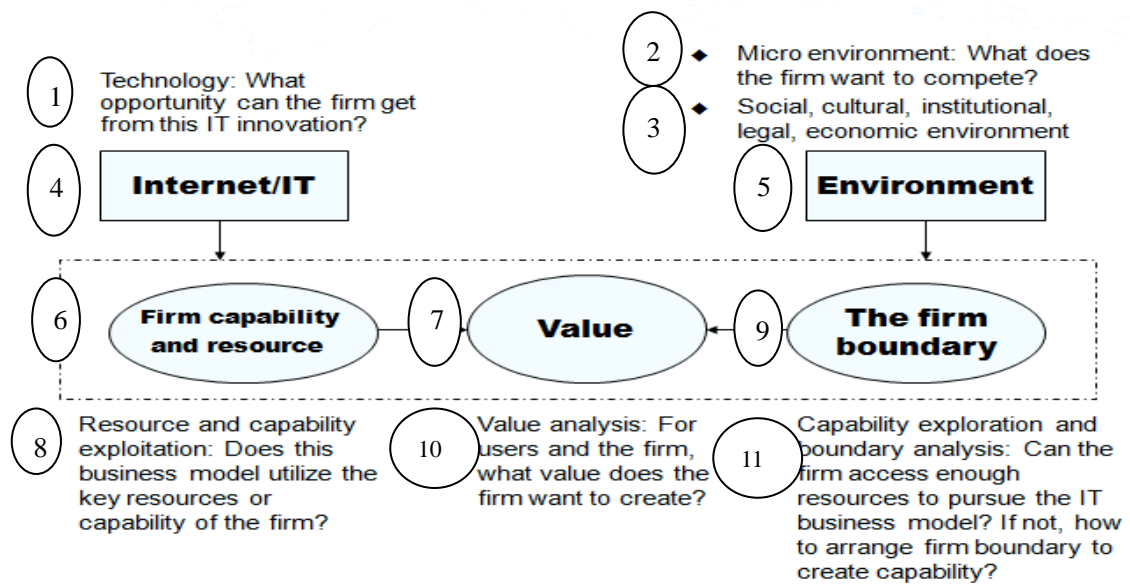 1
Technology: What
opportunity can the firm get
from this IT innovation?
2
◆ Micro environment: What does
the firm want to compete?
3
◆ Social, cultural, institutional,
legal, economic environment
4
Internet/IT
5
Environment
6
Firm capability
and resource
7
Value
9
The firm
boundary
8
Resource and capability
exploitation: Does this
business model utilize the
key resources or
capability of the firm?
10
Value analysis: For
users and the firm,
what value does the
firm want to create?
11
Capability exploration and
boundary analysis: Can the
firm access enough
resources to pursue the IT
business model? If not, how
to arrange firm boundary to
create capability?